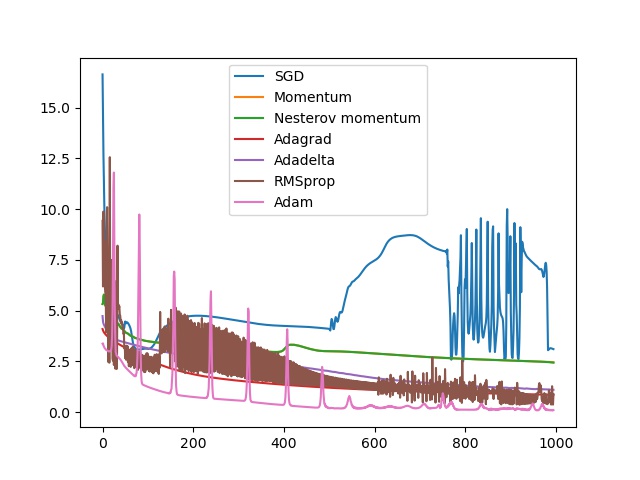 SGD
Momentum
Nesterov momentum
Adagrad
Adadelta
RMSprop
Adam
15.0
12.5
10.0
7.5
5.0
2.5
0.0
0 200 400 600 800 1000